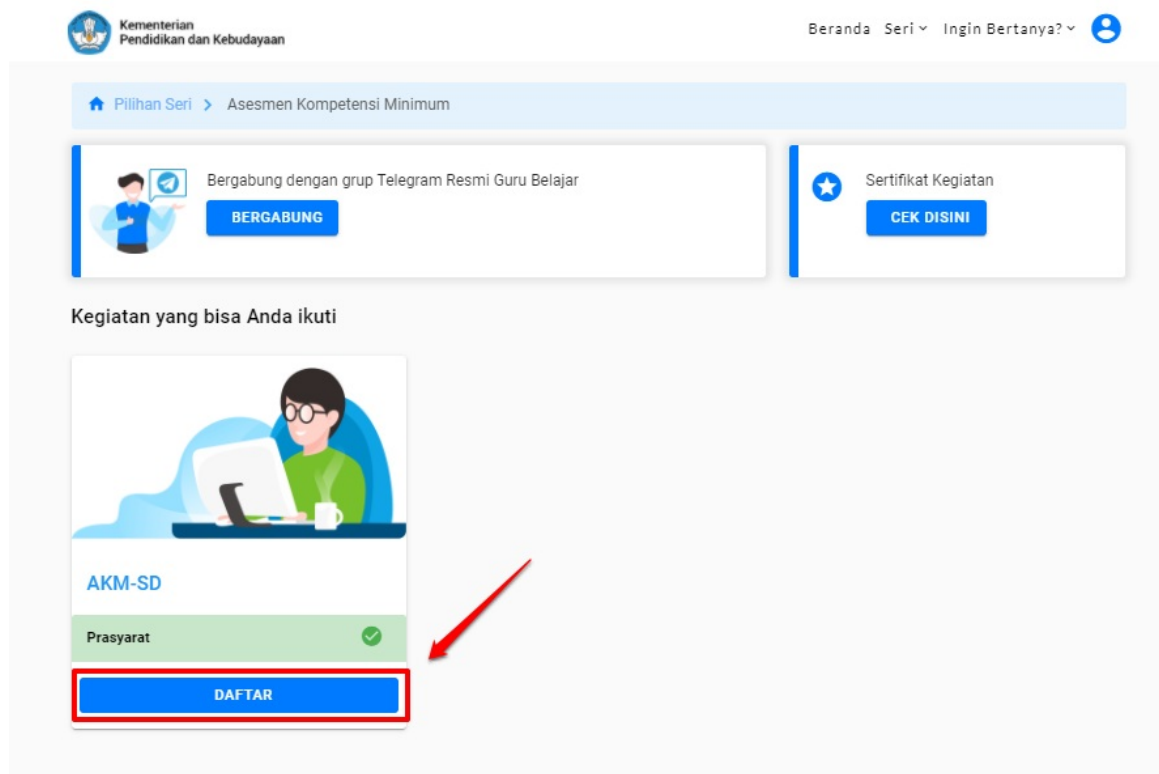 Kementerian
Pendidikan dan Kebudayaan
Beranda Seri Ingin Bertanya?
Pilihan Seri > Asesmen Kompetensi Minimum
Bergabung dengan grup Telegram Resmi Guru Belajar
BERGABUNG
Sertifikat Kegiatan
CEK DISINI
Kegiatan yang bisa Anda ikuti
AKM-SD
Prasyarat
DAFTAR